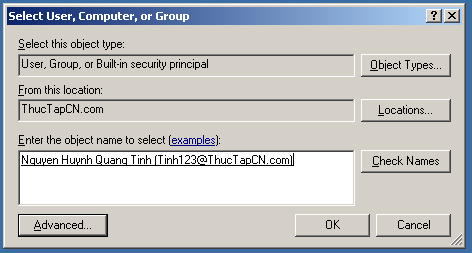 Select User, Computer, or Group
Select this object type:
User, Group, or Built-in security principal
Object Types...
From this location:
ThucTapCN.com
Locations...
Enter the object name to select (examples):
Nguyen Huynh Quang Tinh (Tinh123@ThucTapCN.com)
Check Names
Advanced...
OK
Cancel